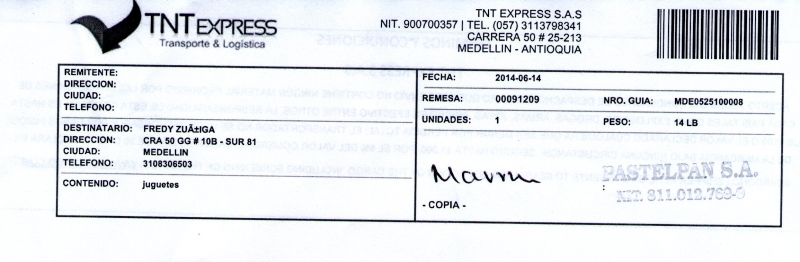 TNT EXPRESS
Transporte & Logística
TNT EXPRESS S.A.S
NIT. 900700357 | TEL. (057) 3113798341
CARRERA 50 # 25-213
MEDELLIN - ANTIOQUIA
REMITENTE:
DIRECCION:
CIUDAD:
TELEFONO:
DESTINATARIO: FREDY ZUÃ±IGA
DIRECCION: CRA 50 GG # 10B - SUR 81
CIUDAD: MEDELLIN
TELEFONO: 3108306503
CONTENIDO: juguetes
FECHA: 2014-06-14
REMESA: 00091209 NRO. GUIA: MDE0525100008
UNIDADES: 1 PESO: 14 LB
- COPIA -
PASTELPAN S.A.
NIT. 811.012.769-9